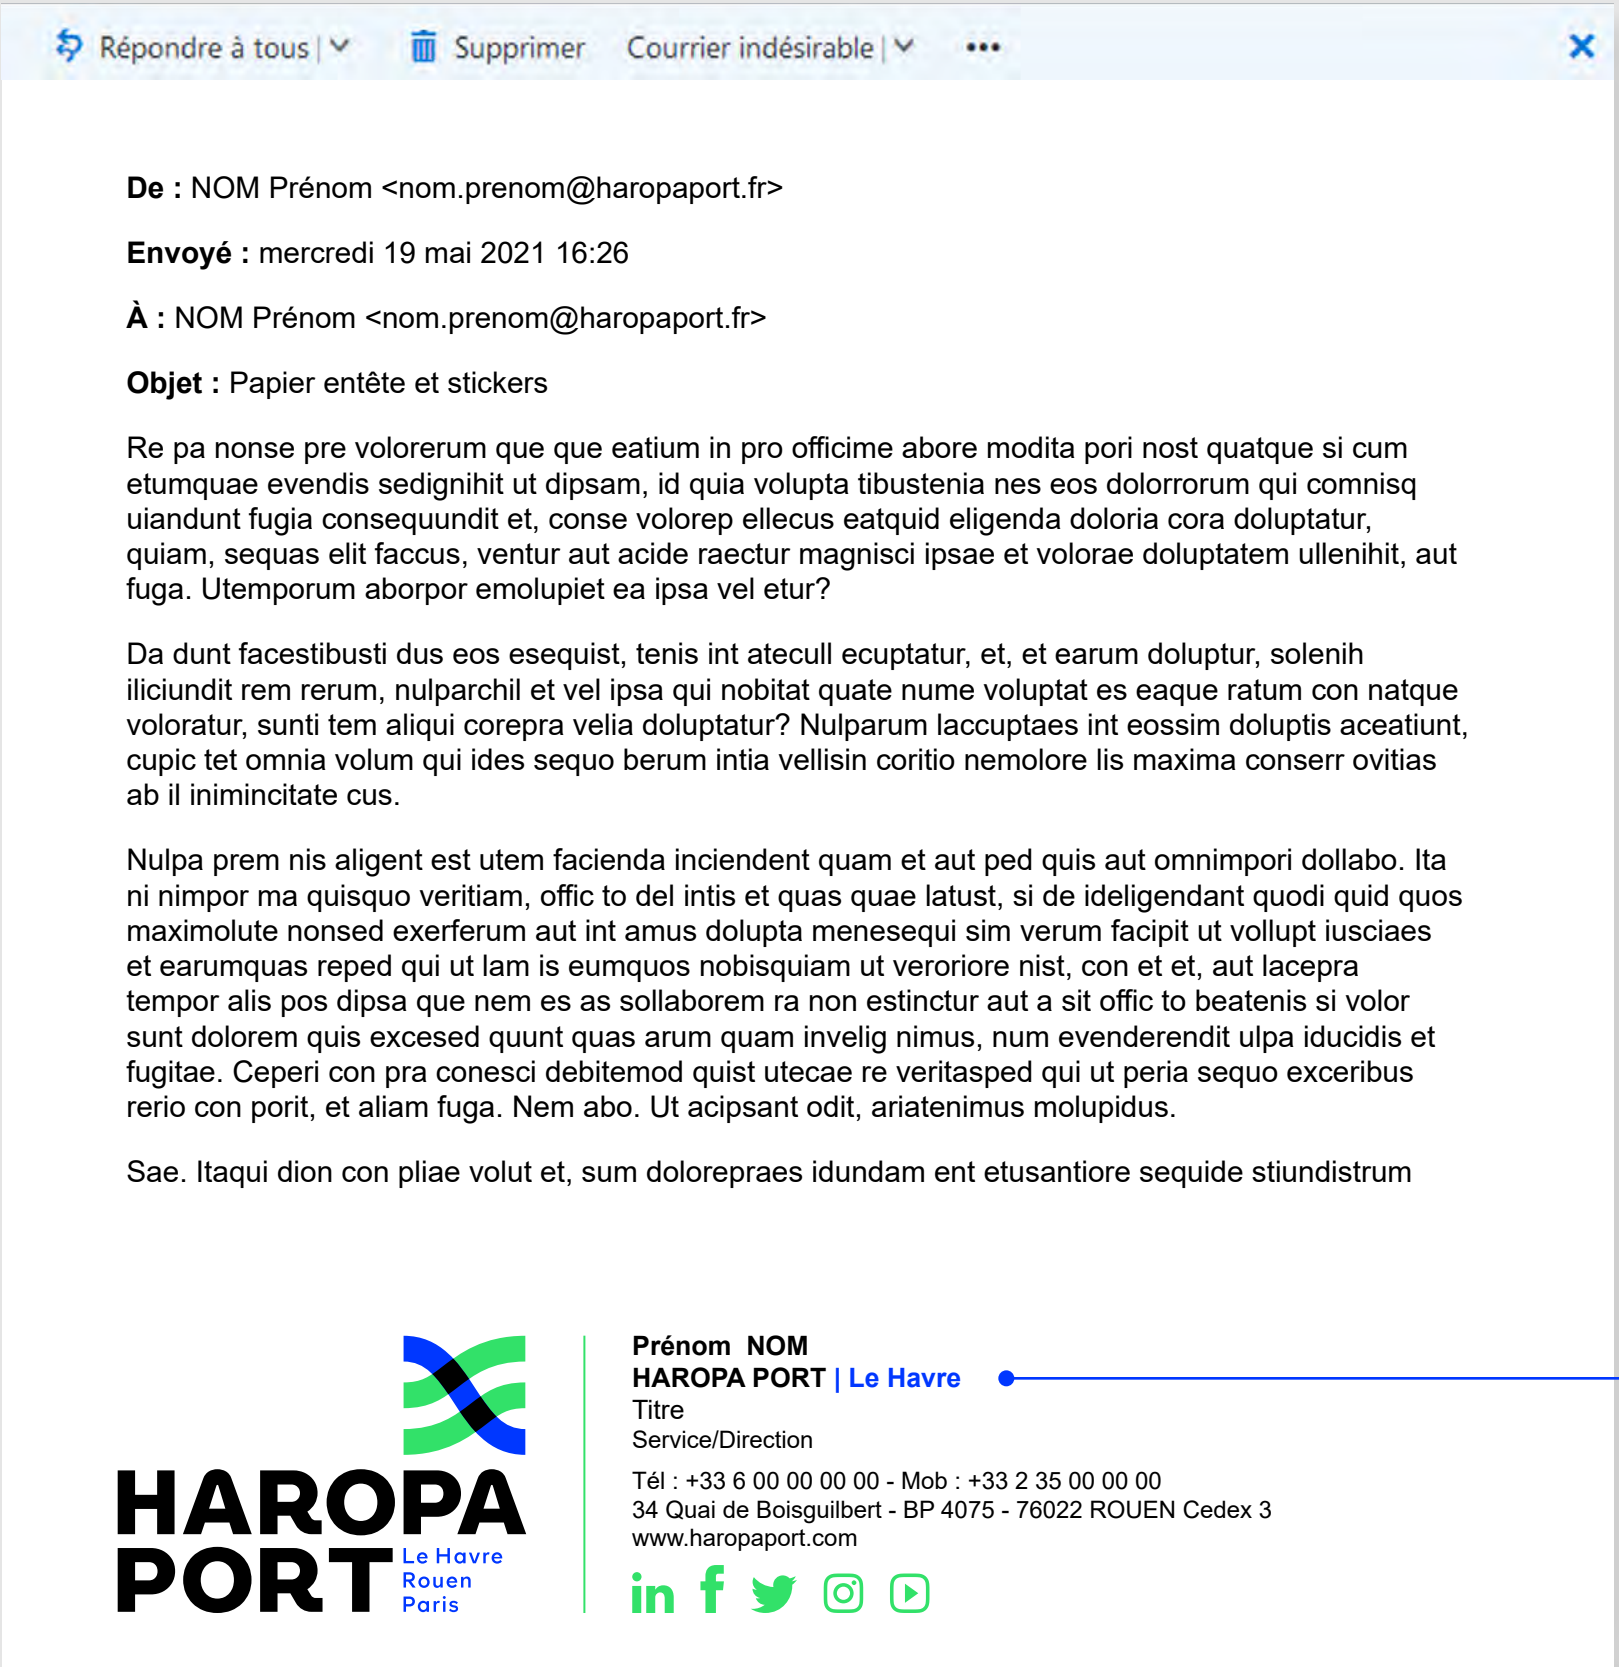 Répondre à tous | Supprimer Courrier indésirable | •••
De : NOM Prénom <nom.prenom@haropaport.fr>
Envoyé : mercredi 19 mai 2021 16:26
À : NOM Prénom <nom.prenom@haropaport.fr>
Objet : Papier entête et stickers
Re pa nonse pre volorerum que que eatium in pro officime abore modita pori nost quatque si cum
etumquae evendis sedignihit ut dipsam, id quia volupta tibustenia nes eos dolorrorum qui comnisq
uiandunt fugia consequundit et, conse volorep ellecus eatquid eligenda doloria cora doluptatur,
quiam, sequas elit faccus, ventur aut acide raectur magnisci ipsae et volorae doluptatem ullenihit, aut
fuga. Utemporum aborpor emolupiet ea ipsa vel etur?
Da dunt facestibusti dus eos esequist, tenis int atecull ecuptatur, et, et earum doluptur, solenih
iliciundit rem rerum, nulparchil et vel ipsa qui nobitat quate nume voluptat es eaque ratum con natque
voloratur, sunti tem aliqui corepra velia doluptatur? Nulparum laccuptaes int eossim doluptis aceatiunt,
cupic tet omnia volum qui ides sequo berum intia vellisin coritio nemolore lis maxima conserr ovitias
ab il inimincitate cus.
Nulpa prem nis aligent est utem facienda inciendent quam et aut ped quis aut omnimpori dollabo. Ita
ni nimpor ma quisquo veritiam, offic to del intis et quas quae latust, si de ideligendant quodi quid quos
maximolute nonsed exerferum aut int amus dolupta menesequi sim verum facipit ut vollupt iusciaes
et earumquas reped qui ut lam is eumquos nobisquiam ut veroriore nist, con et et, aut lacepra
tempor alis pos dipsa que nem es as sollaborem ra non estinctur aut a sit offic to beatenis si volor
sunt dolorem quis excesed quunt quas arum quam invelig nimus, num evenderendit ulpa iducidis et
fugitae. Ceperi con pra conesci debitemod quist utecae re veritasped qui ut peria sequo exceribus
rerio con porit, et aliam fuga. Nem abo. Ut acipsant odit, ariatenimus molupidus.
Sae. Itaqui dion con pliae volut et, sum dolorepraes idundam ent etusantiore sequide stiundistrum
HAROPA
PORT
Le Havre
Rouen
Paris
Prénom NOM
HAROPA PORT | Le Havre
Titre
Service/Direction
Tél : +33 6 00 00 00 00 - Mob : +33 2 35 00 00 00
34 Quai de Boisguilbert - BP 4075 - 76022 ROUEN Cedex 3
www.haropaport.com